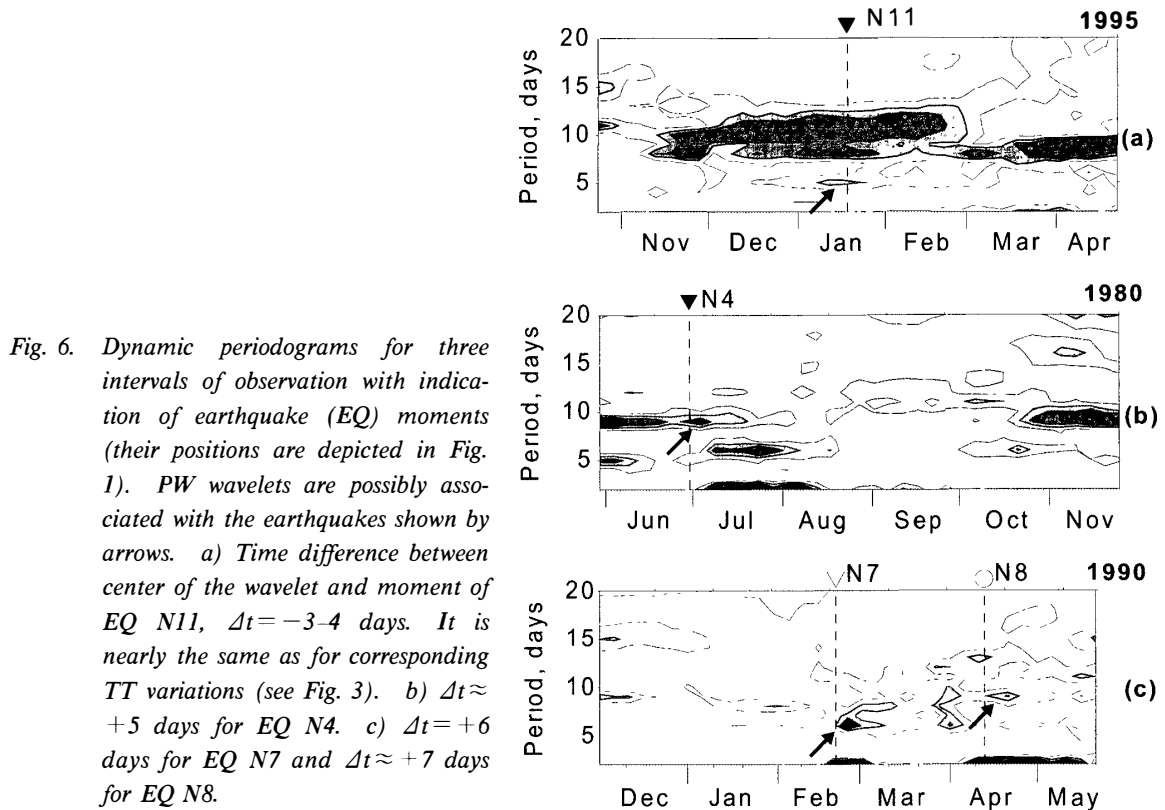 N11 1995
20
15
10
5
Period, days
(a)
Nov Dec Jan Feb Mar Apr
N4 1980
20
15
10
5
Period, days
(b)
Jun Jul Aug Sep Oct Nov
N7 N8 1990
20
15
10
5
Period, days
(c)
Dec Jan Feb Mar Apr May
Fig. 6. Dynamic periodograms for three
intervals of observation with indica-
tion of earthquake (EQ) moments
(their positions are depicted in Fig.
1). PW wavelets are possibly asso-
ciated with the earthquakes shown by
arrows. a) Time difference between
center of the wavelet and moment of
EQ N11, Δt=−3–4 days. It is
nearly the same as for corresponding
TT variations (see Fig. 3). b) Δt≈
+5 days for EQ N4. c) Δt=+6
days for EQ N7 and Δt≈+7 days
for EQ N8.